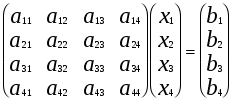 a11 a12 a13 a14 x1 b1
a21 a22 a23 a24 x2 = b2
a31 a32 a33 a34 x3 b3
a41 a42 a43 a44 x4 b4